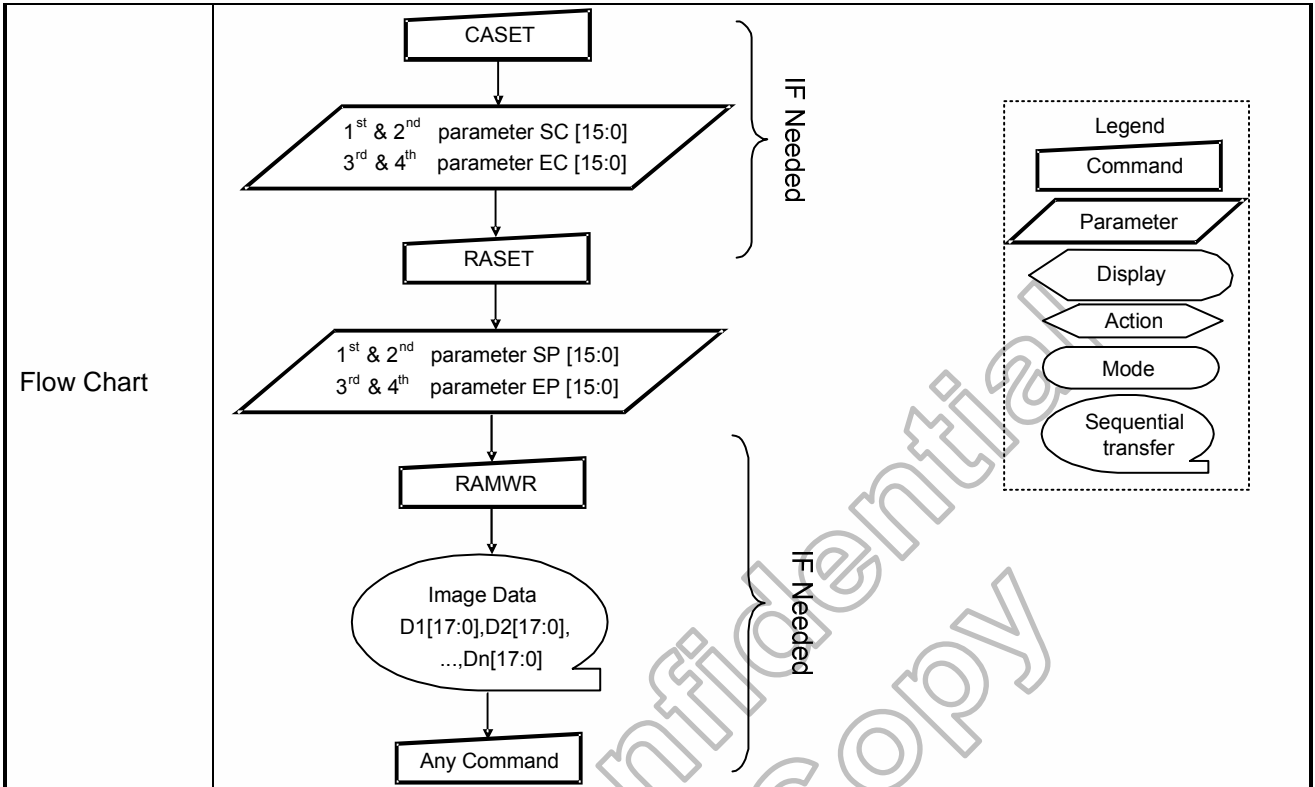 Flow Chart
CASET
1st & 2nd parameter SC [15:0]
3rd & 4th parameter EC [15:0]
RASET
IF Needed
1st & 2nd parameter SP [15:0]
3rd & 4th parameter EP [15:0]
RAMWR
Image Data
D1[17:0],D2[17:0],
...,Dn[17:0]
Any Command
IF Needed
Legend
Command
Parameter
Display
Action
Mode
Sequential
transfer
nfidential
Copy